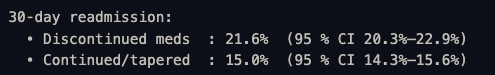 30-day readmission:
• Discontinued meds : 21.6% (95 % CI 20.3%–22.9%)
• Continued/tapered : 15.0% (95 % CI 14.3%–15.6%)